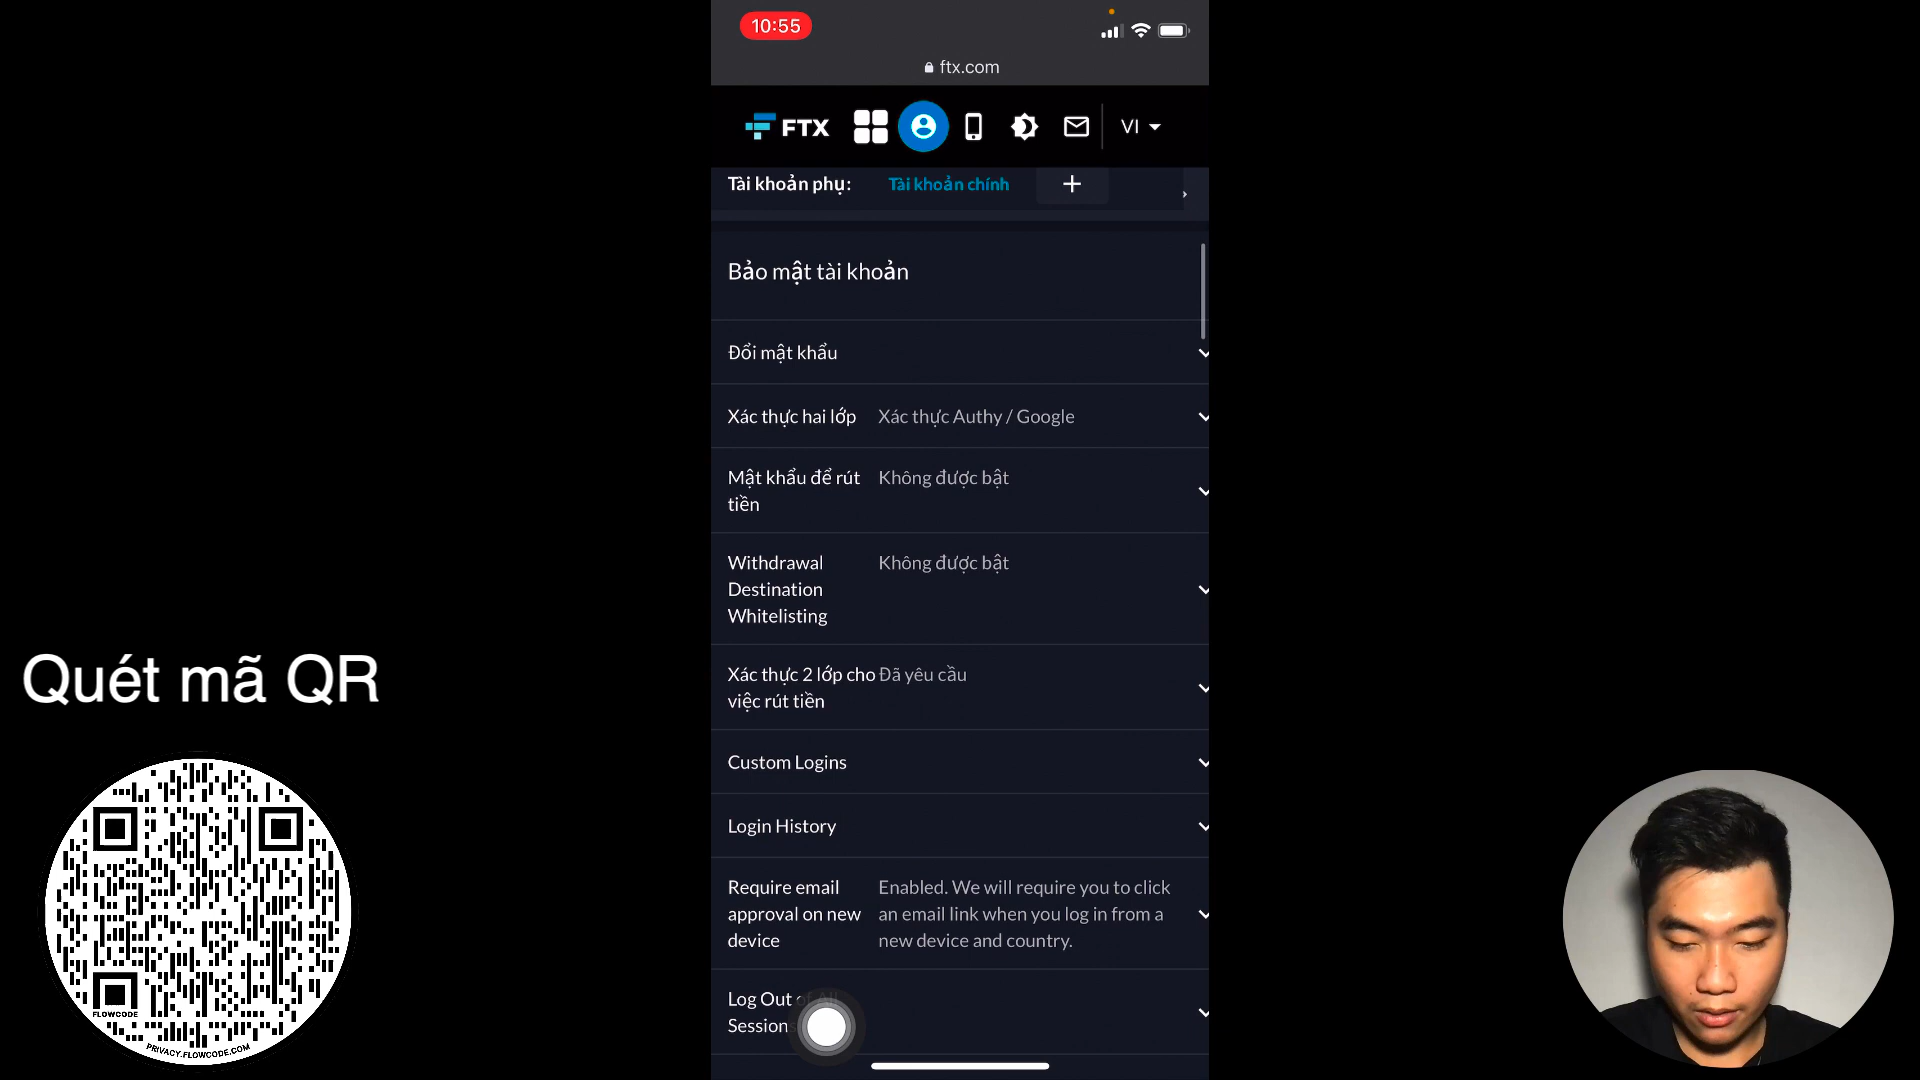 10:55
ftx.com
FTX
VI
Tài khoản phụ:
Tài khoản chính
+
Bảo mật tài khoản
Đổi mật khẩu
Xác thực hai lớp
Xác thực Authy / Google
Mật khẩu để rút
tiền
Không được bật
Withdrawal
Destination
Whitelisting
Không được bật
Xác thực 2 lớp cho
việc rút tiền
Đã yêu cầu
Custom Logins
Login History
Require email
approval on new
device
Enabled. We will require you to click
an email link when you log in from a
new device and country.
Log Out of All
Sessions
Quét mã QR
FLOWCODE
PRIVACY.FLOWCODE.COM